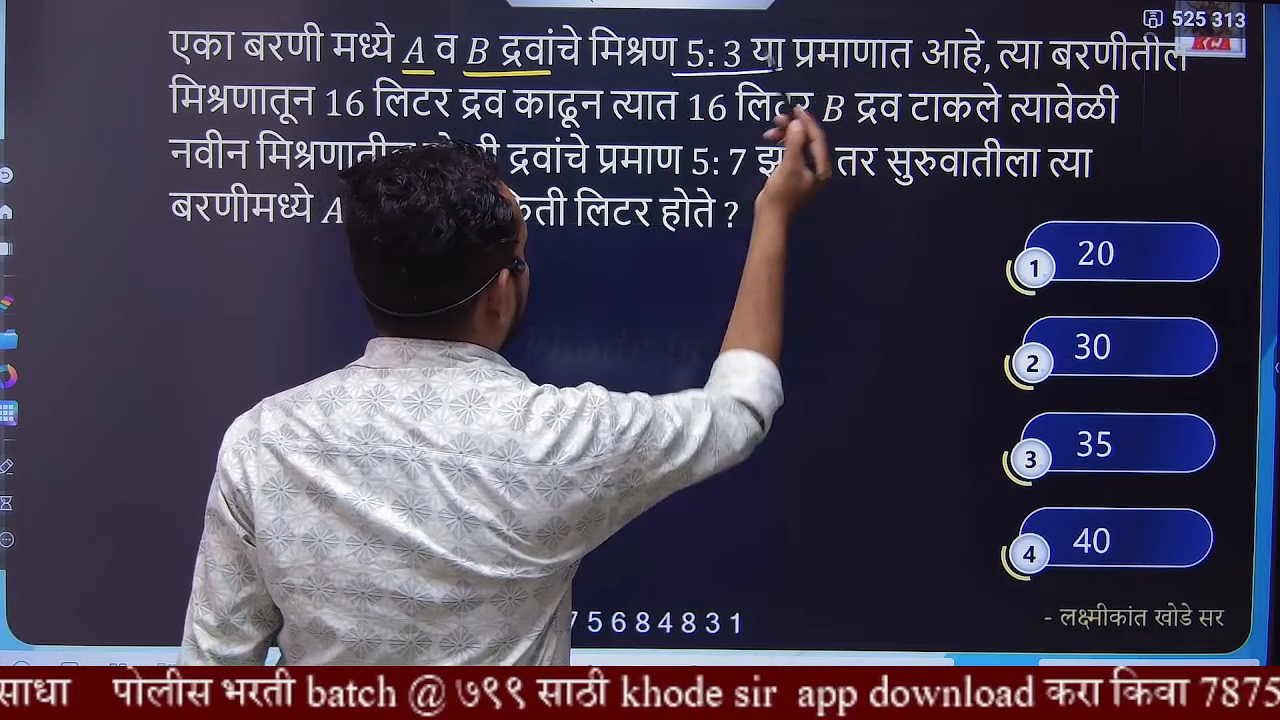 525 313
KCA
एका बरणी मध्ये A व B द्रवांचे मिश्रण 5: 3 या प्रमाणात आहे, त्या बरणीतील
मिश्रणातून 16 लिटर द्रव काढून त्यात 16 लिटर B द्रव टाकले त्यावेळी
नवीन मिश्रणातील द्रवांचे प्रमाण 5: 7 तर सुरुवातीला त्या
बरणीमध्ये A किती लिटर होते ?
1 20
2 30
3 35
4 40
- लक्ष्मीकांत खोडे सर
75684831
साधा पोलीस भरती batch @ ७९९ साठी khode sir app download करा किवा 7875